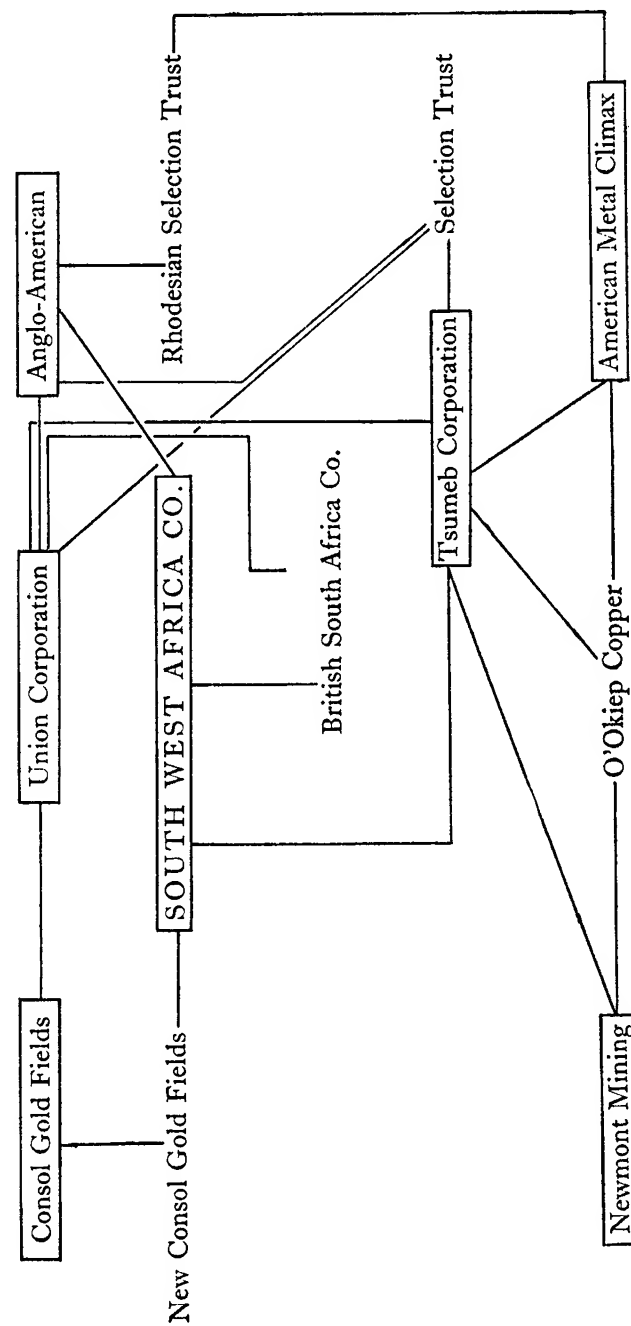 Consol Gold Fields
Union Corporation
Anglo-American
New Consol Gold Fields
SOUTH WEST AFRICA CO.
Rhodesian Selection Trust
British South Africa Co.
Tsumeb Corporation
Selection Trust
Newmont Mining
O'Okiep Copper
American Metal Climax